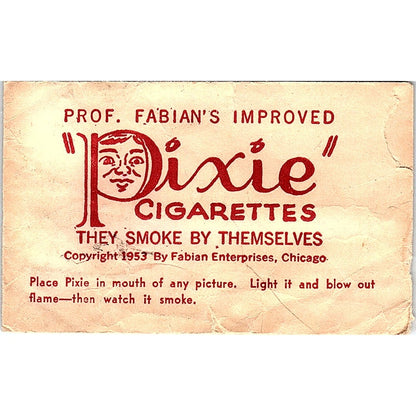 PROF. FABIAN'S IMPROVED
"Pixie"
CIGARETTES
THEY SMOKE BY THEMSELVES
Copyright 1953 By Fabian Enterprises, Chicago
Place Pixie in mouth of any picture. Light it and blow out
flame—then watch it smoke.